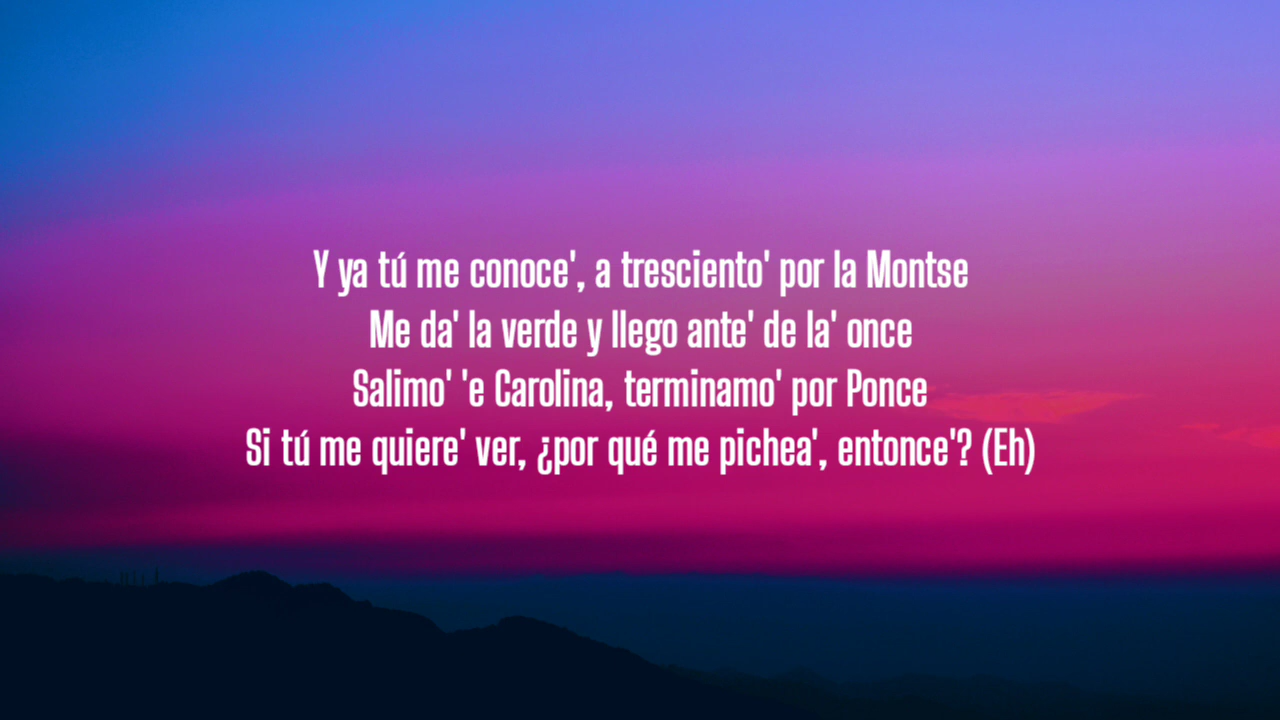 Y ya tú me conoce', a tresciento' por la Montse
Me da' la verde y llego ante' de la' once
Salimo' 'e Carolina, terminamo' por Ponce
Si tú me quiere' ver, ¿por qué me pichea', entonce'? (Eh)